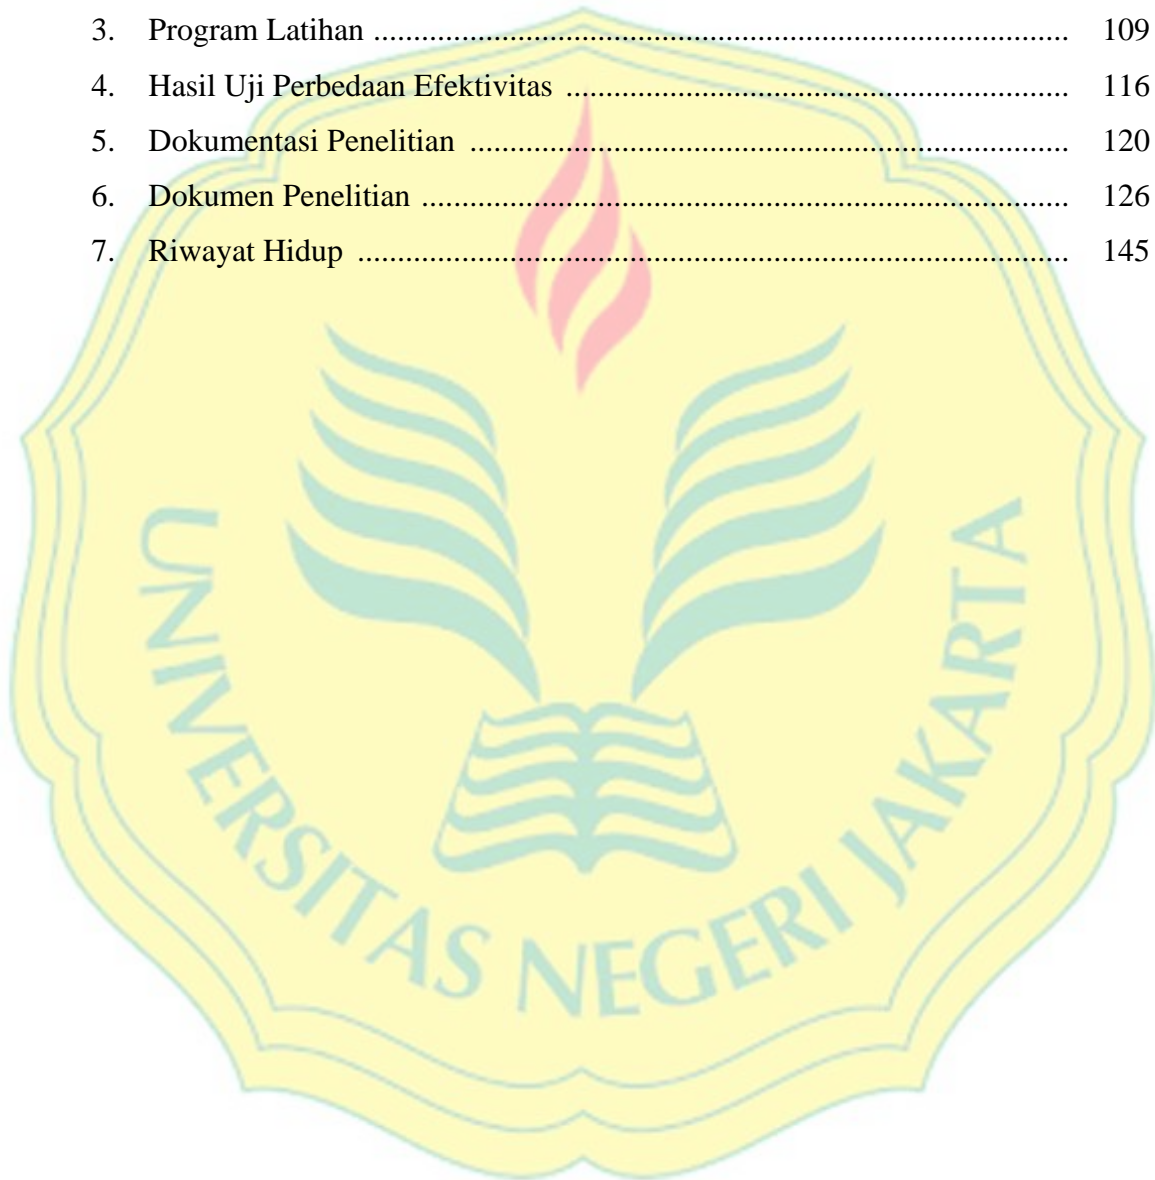 3. Program Latihan ....................................................................................... 109
4. Hasil Uji Perbedaan Efektivitas ............................................................... 116
5. Dokumentasi Penelitian ........................................................................... 120
6. Dokumen Penelitian ................................................................................. 126
7. Riwayat Hidup ......................................................................................... 145
UNIVERSITAS NEGERI JAKARTA